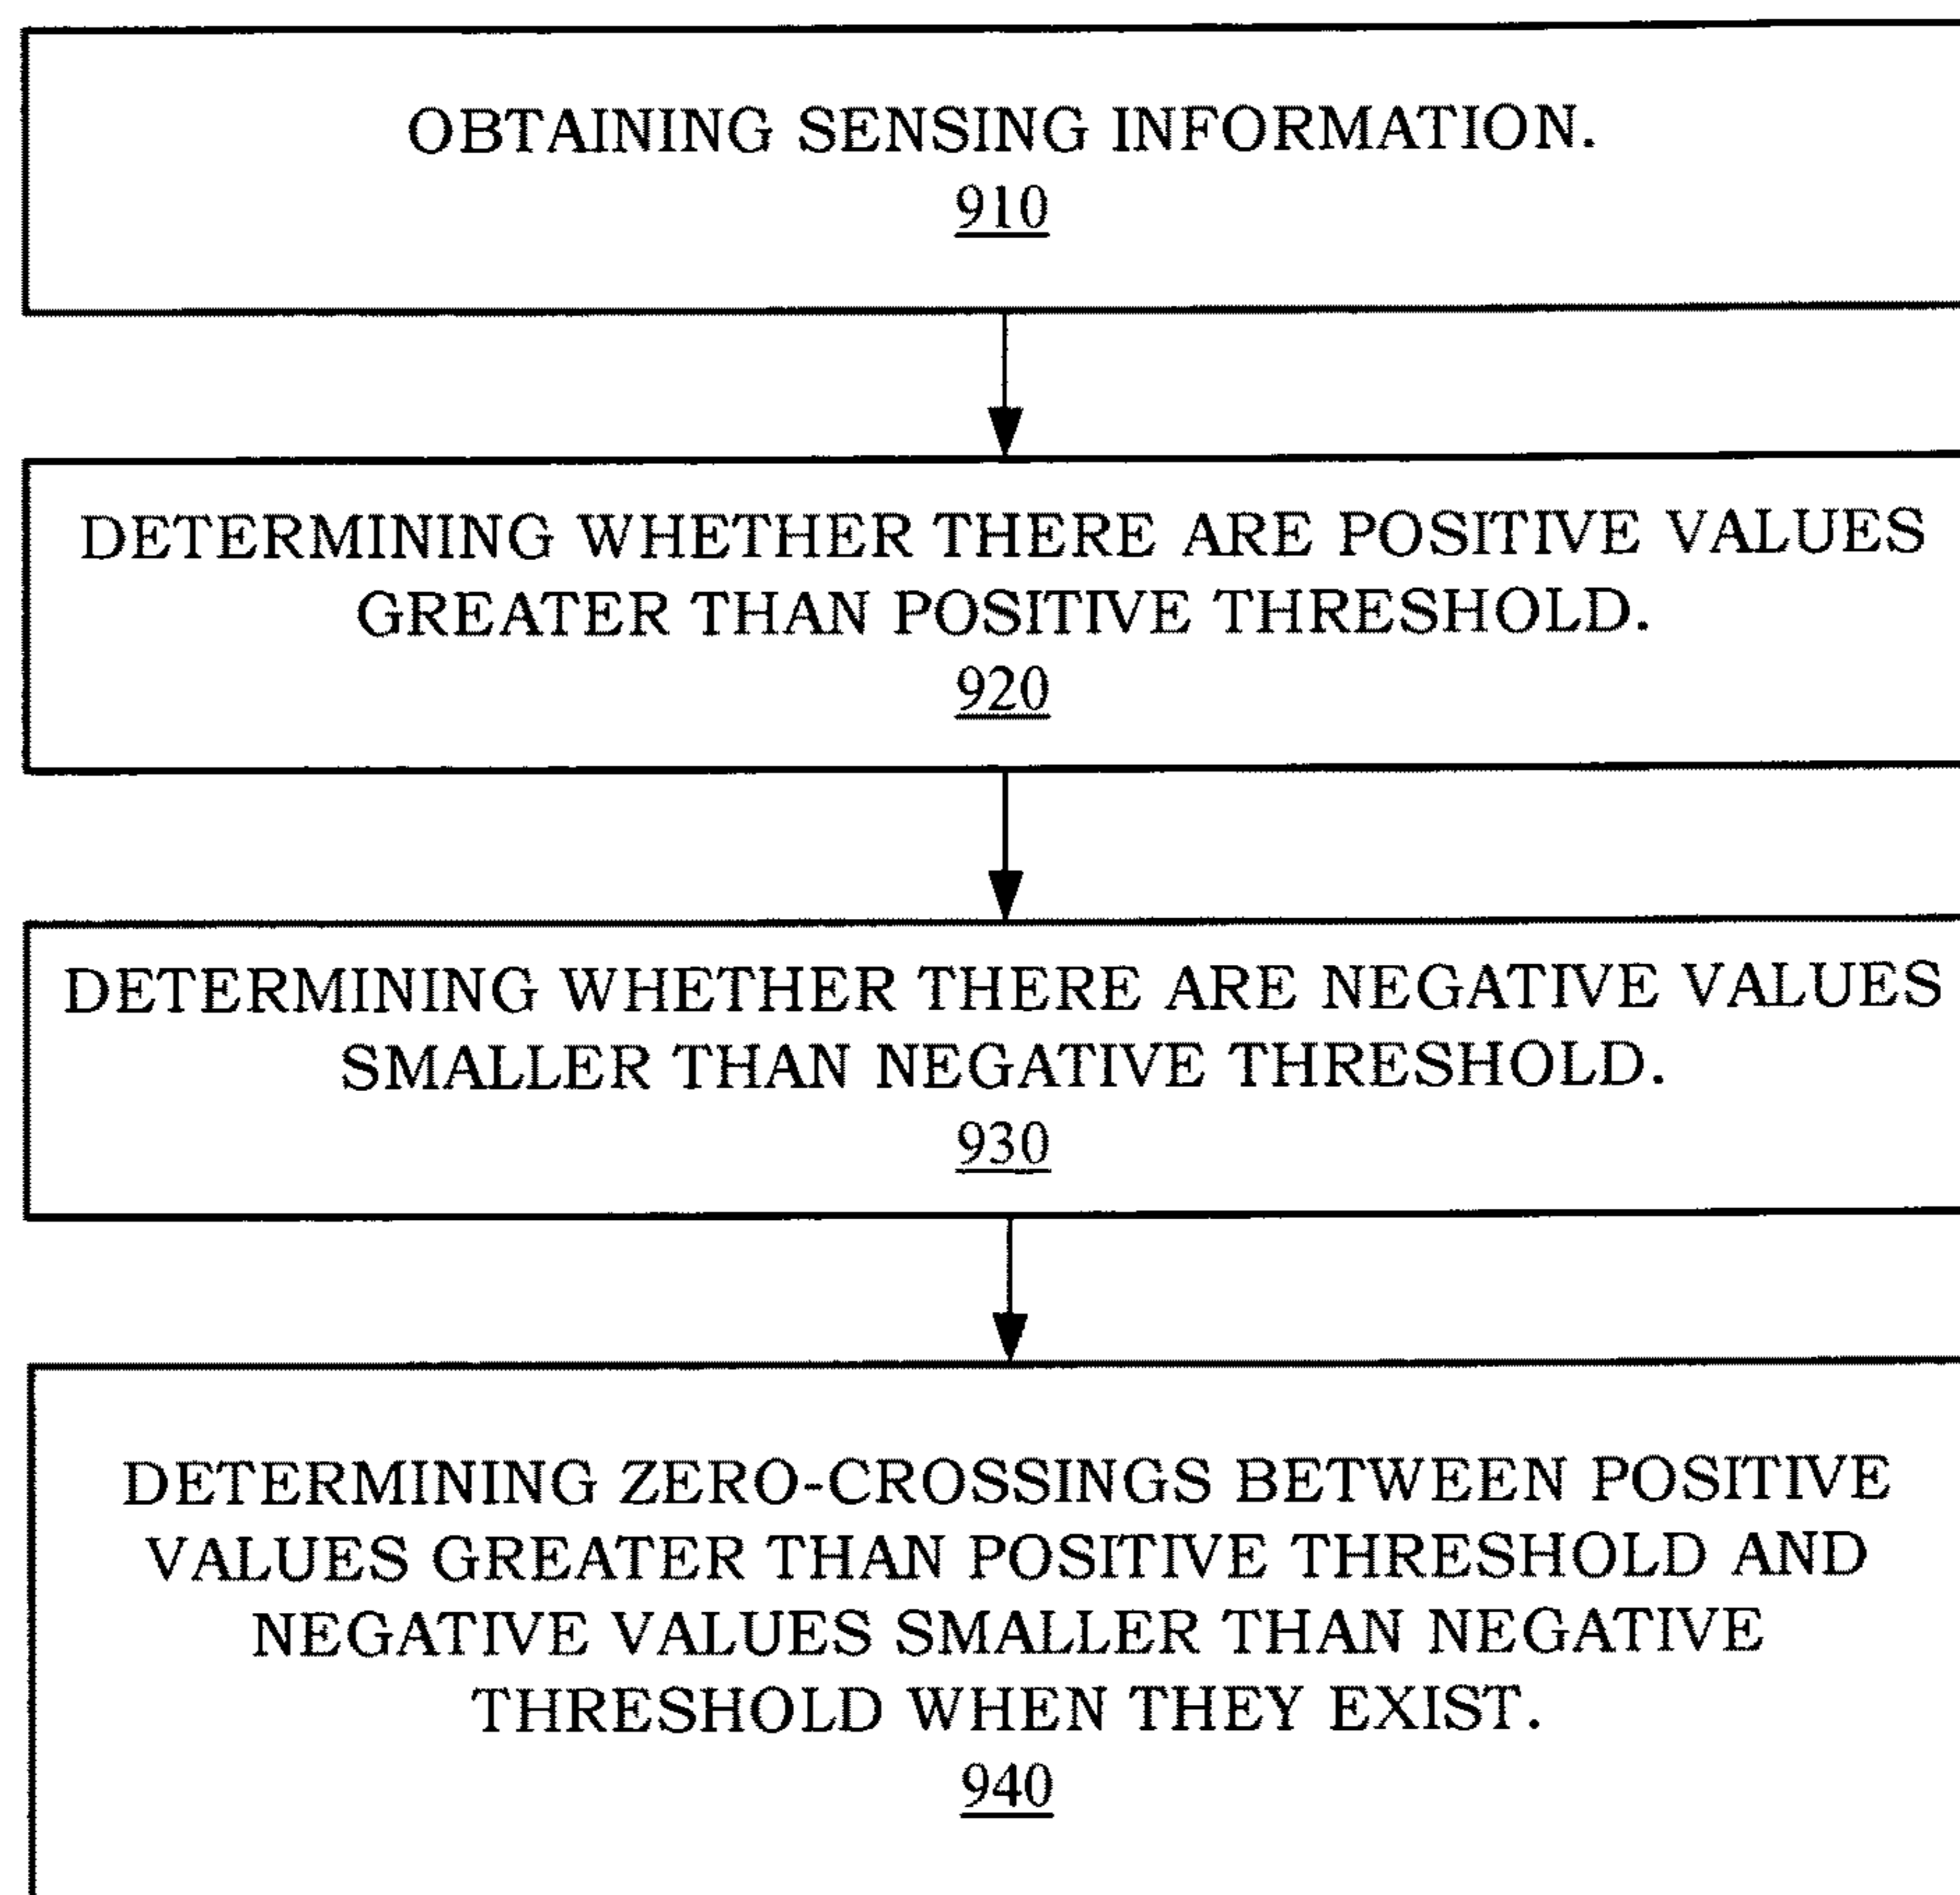 OBTAINING SENSING INFORMATION.
910
DETERMINING WHETHER THERE ARE POSITIVE VALUES
GREATER THAN POSITIVE THRESHOLD.
920
DETERMINING WHETHER THERE ARE NEGATIVE VALUES
SMALLER THAN NEGATIVE THRESHOLD.
930
DETERMINING ZERO-CROSSINGS BETWEEN POSITIVE
VALUES GREATER THAN POSITIVE THRESHOLD AND
NEGATIVE VALUES SMALLER THAN NEGATIVE
THRESHOLD WHEN THEY EXIST.
940